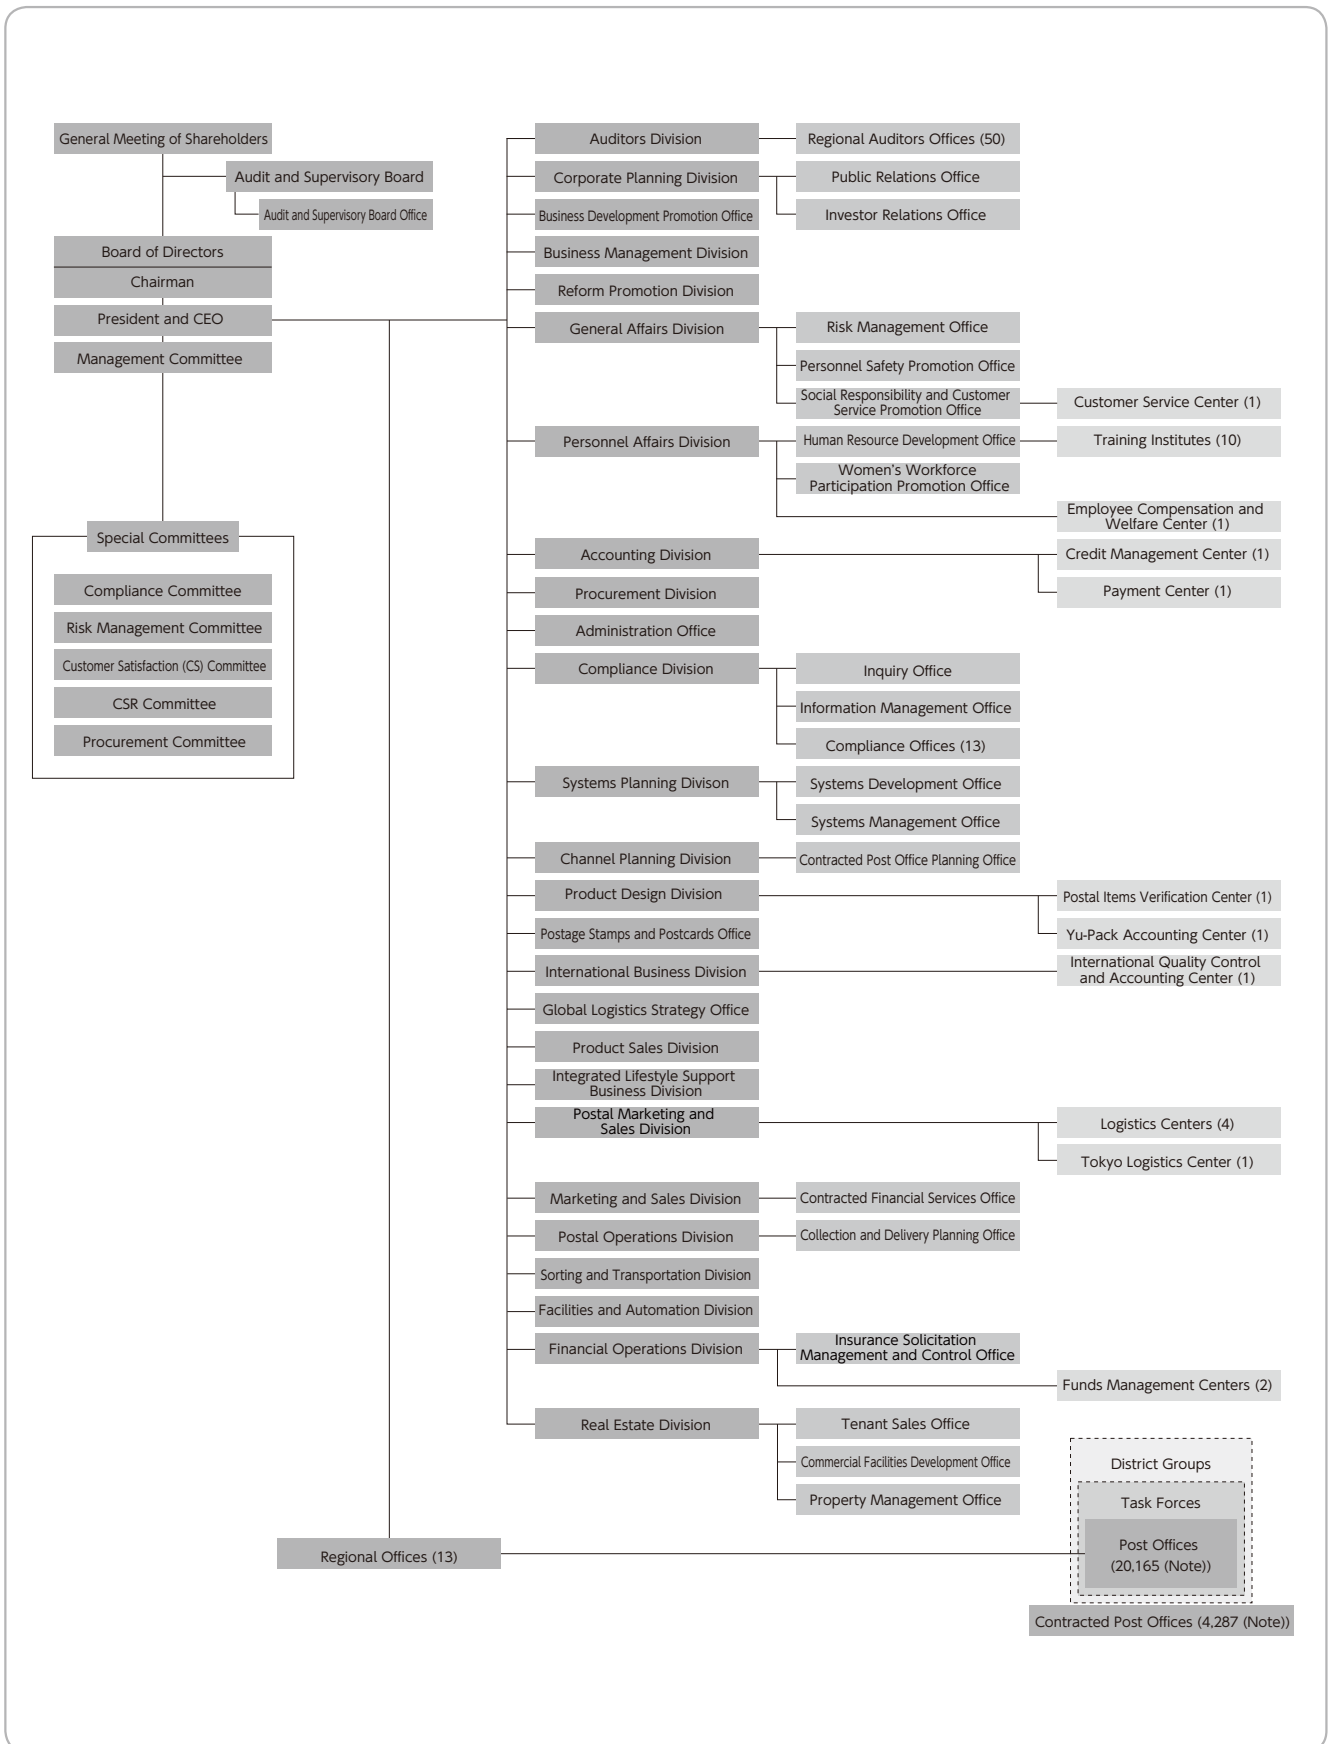 General Meeting of Shareholders
Audit and Supervisory Board
Audit and Supervisory Board Office
Board of Directors
Chairman
President and CEO
Management Committee
Special Committees
Compliance Committee
Risk Management Committee
Customer Satisfaction (CS) Committee
CSR Committee
Procurement Committee
Auditors Division
Regional Auditors Offices (50)
Corporate Planning Division
Public Relations Office
Investor Relations Office
Business Development Promotion Office
Business Management Division
Reform Promotion Division
General Affairs Division
Risk Management Office
Personnel Safety Promotion Office
Social Responsibility and Customer
Service Promotion Office
Customer Service Center (1)
Personnel Affairs Division
Human Resource Development Office
Training Institutes (10)
Women's Workforce
Participation Promotion Office
Employee Compensation and
Welfare Center (1)
Accounting Division
Credit Management Center (1)
Payment Center (1)
Procurement Division
Administration Office
Compliance Division
Inquiry Office
Information Management Office
Compliance Offices (13)
Systems Planning Divison
Systems Development Office
Systems Management Office
Channel Planning Division
Contracted Post Office Planning Office
Product Design Division
Postal Items Verification Center (1)
Yu-Pack Accounting Center (1)
Postage Stamps and Postcards Office
International Business Division
International Quality Control
and Accounting Center (1)
Global Logistics Strategy Office
Product Sales Division
Integrated Lifestyle Support
Business Division
Postal Marketing and
Sales Division
Logistics Centers (4)
Tokyo Logistics Center (1)
Marketing and Sales Division
Contracted Financial Services Office
Postal Operations Division
Collection and Delivery Planning Office
Sorting and Transportation Division
Facilities and Automation Division
Financial Operations Division
Insurance Solicitation
Management and Control Office
Funds Management Centers (2)
Real Estate Division
Tenant Sales Office
Commercial Facilities Development Office
Property Management Office
Regional Offices (13)
District Groups
Task Forces
Post Offices
(20,165 (Note))
Contracted Post Offices (4,287 (Note))